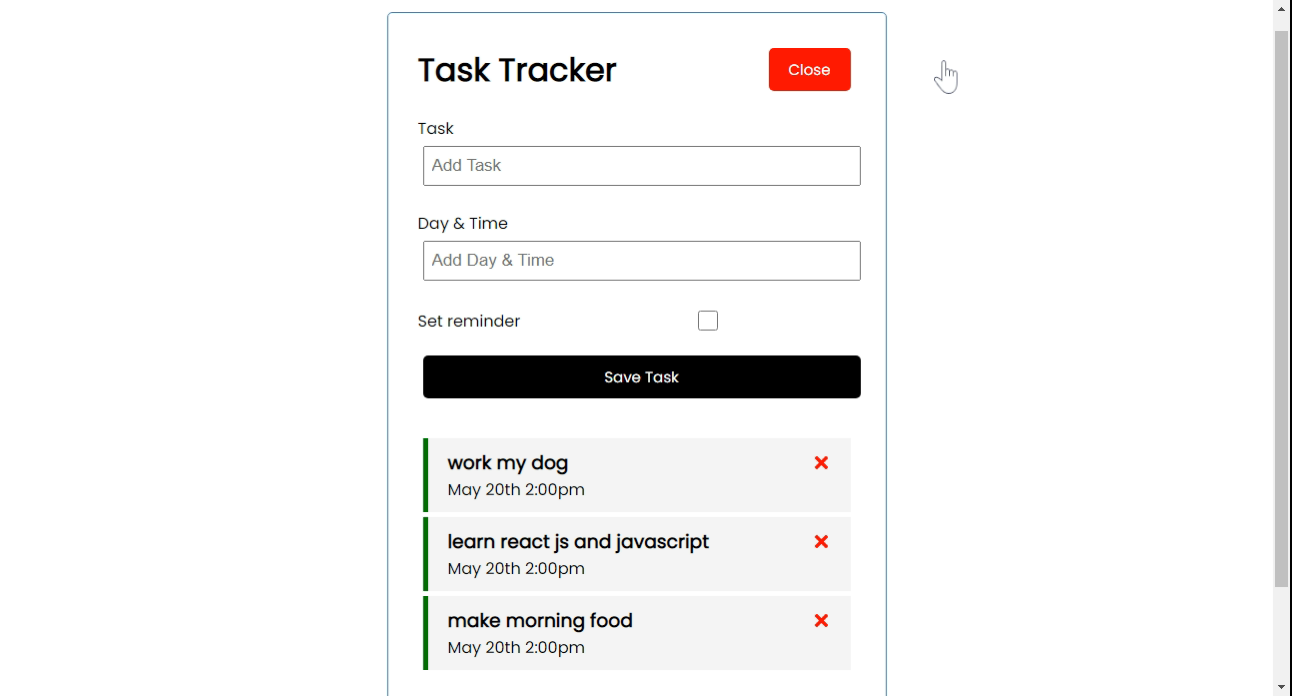 Task Tracker
Close
Task
Add Task
Day & Time
Add Day & Time
Set reminder
Save Task
work my dog
May 20th 2:00pm
learn react js and javascript
May 20th 2:00pm
make morning food
May 20th 2:00pm